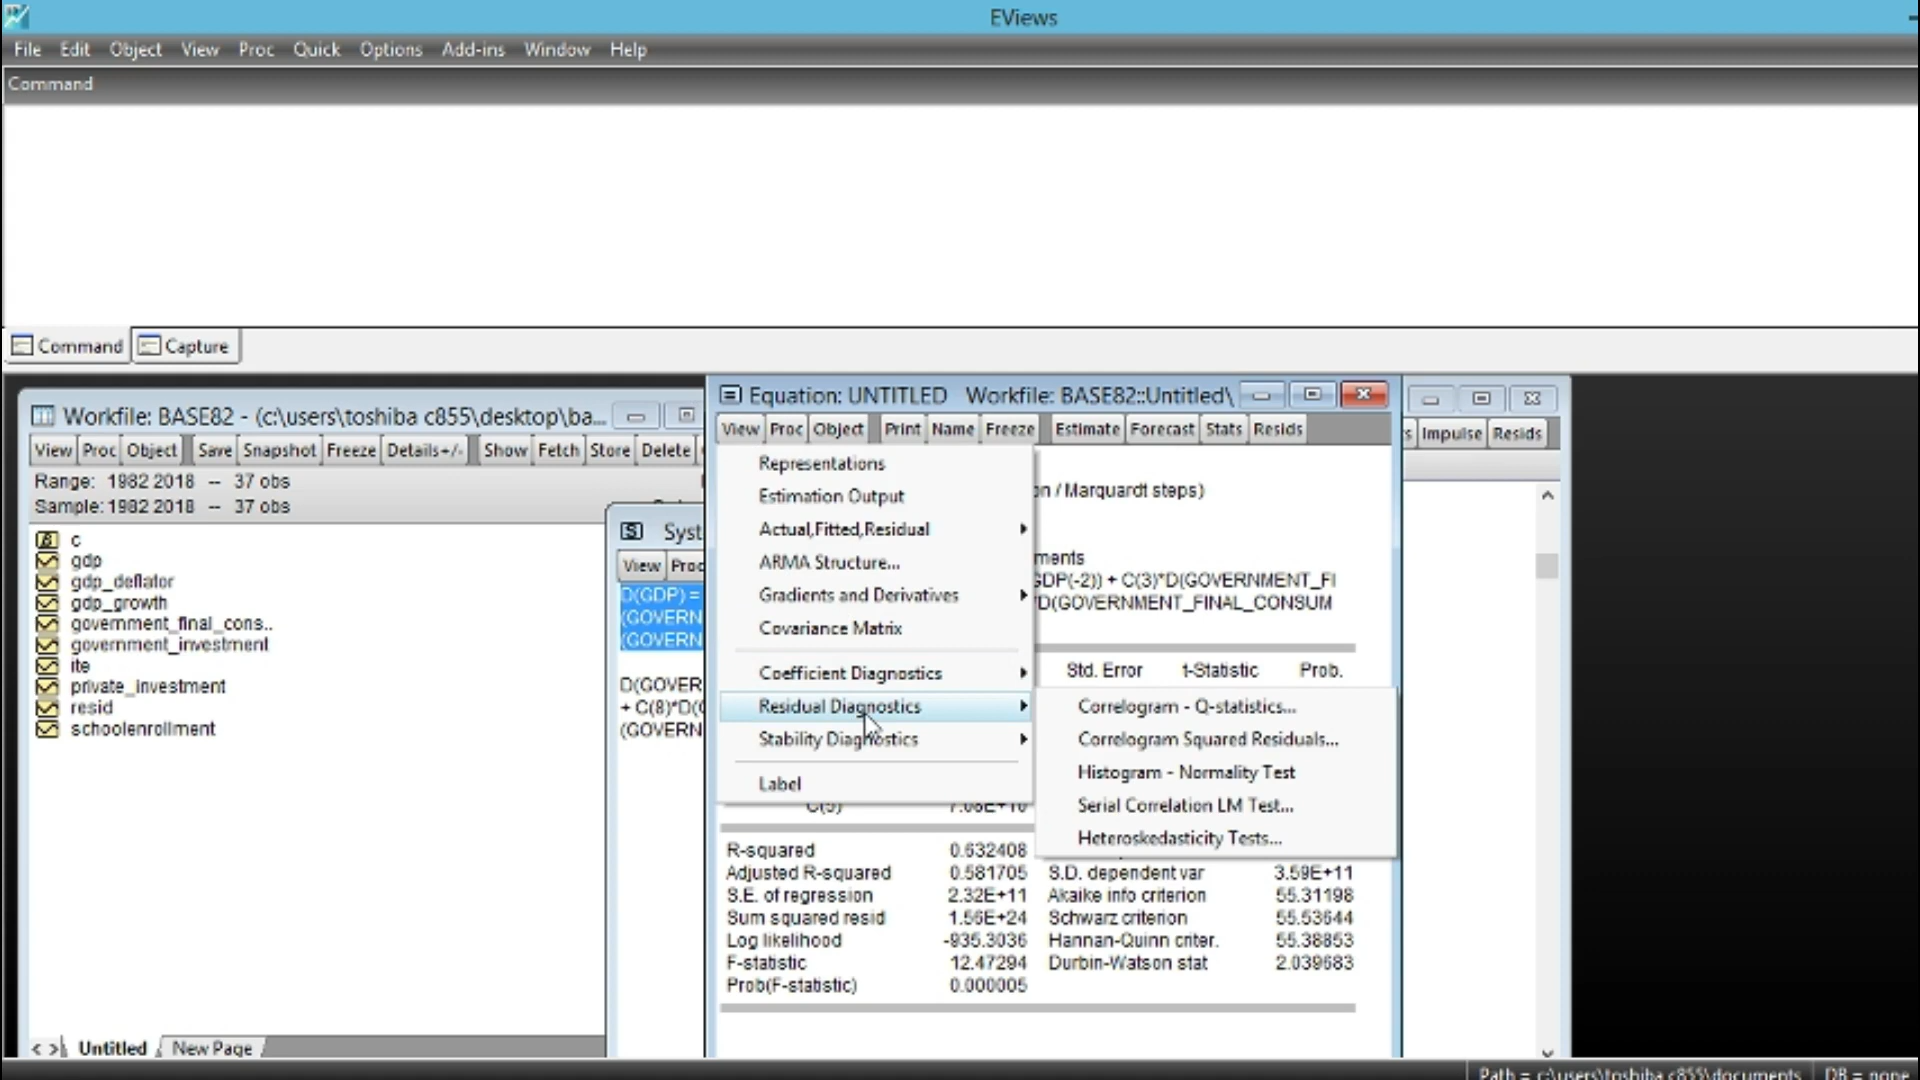 EViews
File Edit Object View Proc Quick Options Add-ins Window Help
Command
Command Capture
Workfile: BASE82 - (c:\users\toshiba c855\desktop\ba...
View Proc Object Save Snapshot Freeze Details+/- Show Fetch Store Delete
Range: 1982 2018 -- 37 obs
Sample: 1982 2018 -- 37 obs
c
gdp
gdp_deflator
gdp_growth
government_final_cons..
government_investment
ite
private_investment
resid
schoolenrollment
Untitled New Page
Syst
View Proc
D(GDP) =
(GOVERN
(GOVERN
D(GOVER
+ C(8)*D(
(GOVERN
Equation: UNTITLED Workfile: BASE82::Untitled\
View Proc Object Print Name Freeze Estimate Forecast Stats Resids
Impulse Resids
Representations
Estimation Output
Actual,Fitted,Residual
ARMA Structure...
Gradients and Derivatives
Covariance Matrix
Coefficient Diagnostics
Residual Diagnostics
Stability Diagnostics
Label
on / Marquardt steps)
ments
GDP(-2)) + C(3)*D(GOVERNMENT_FI
*D(GOVERNMENT_FINAL_CONSUM
Std. Error t-Statistic Prob.
Correlogram - Q-statistics...
Correlogram Squared Residuals...
Histogram - Normality Test
Serial Correlation LM Test...
Heteroskedasticity Tests...
R-squared 0.632408
Adjusted R-squared 0.581705 S.D. dependent var 3.59E+11
S.E. of regression 2.32E+11 Akaike info criterion 55.31198
Sum squared resid 1.56E+24 Schwarz criterion 55.53644
Log likelihood -935.3036 Hannan-Quinn criter. 55.38853
F-statistic 12.47294 Durbin-Watson stat 2.039683
Prob(F-statistic) 0.000005
Path = c:\users\toshiba c855\documents DB = none